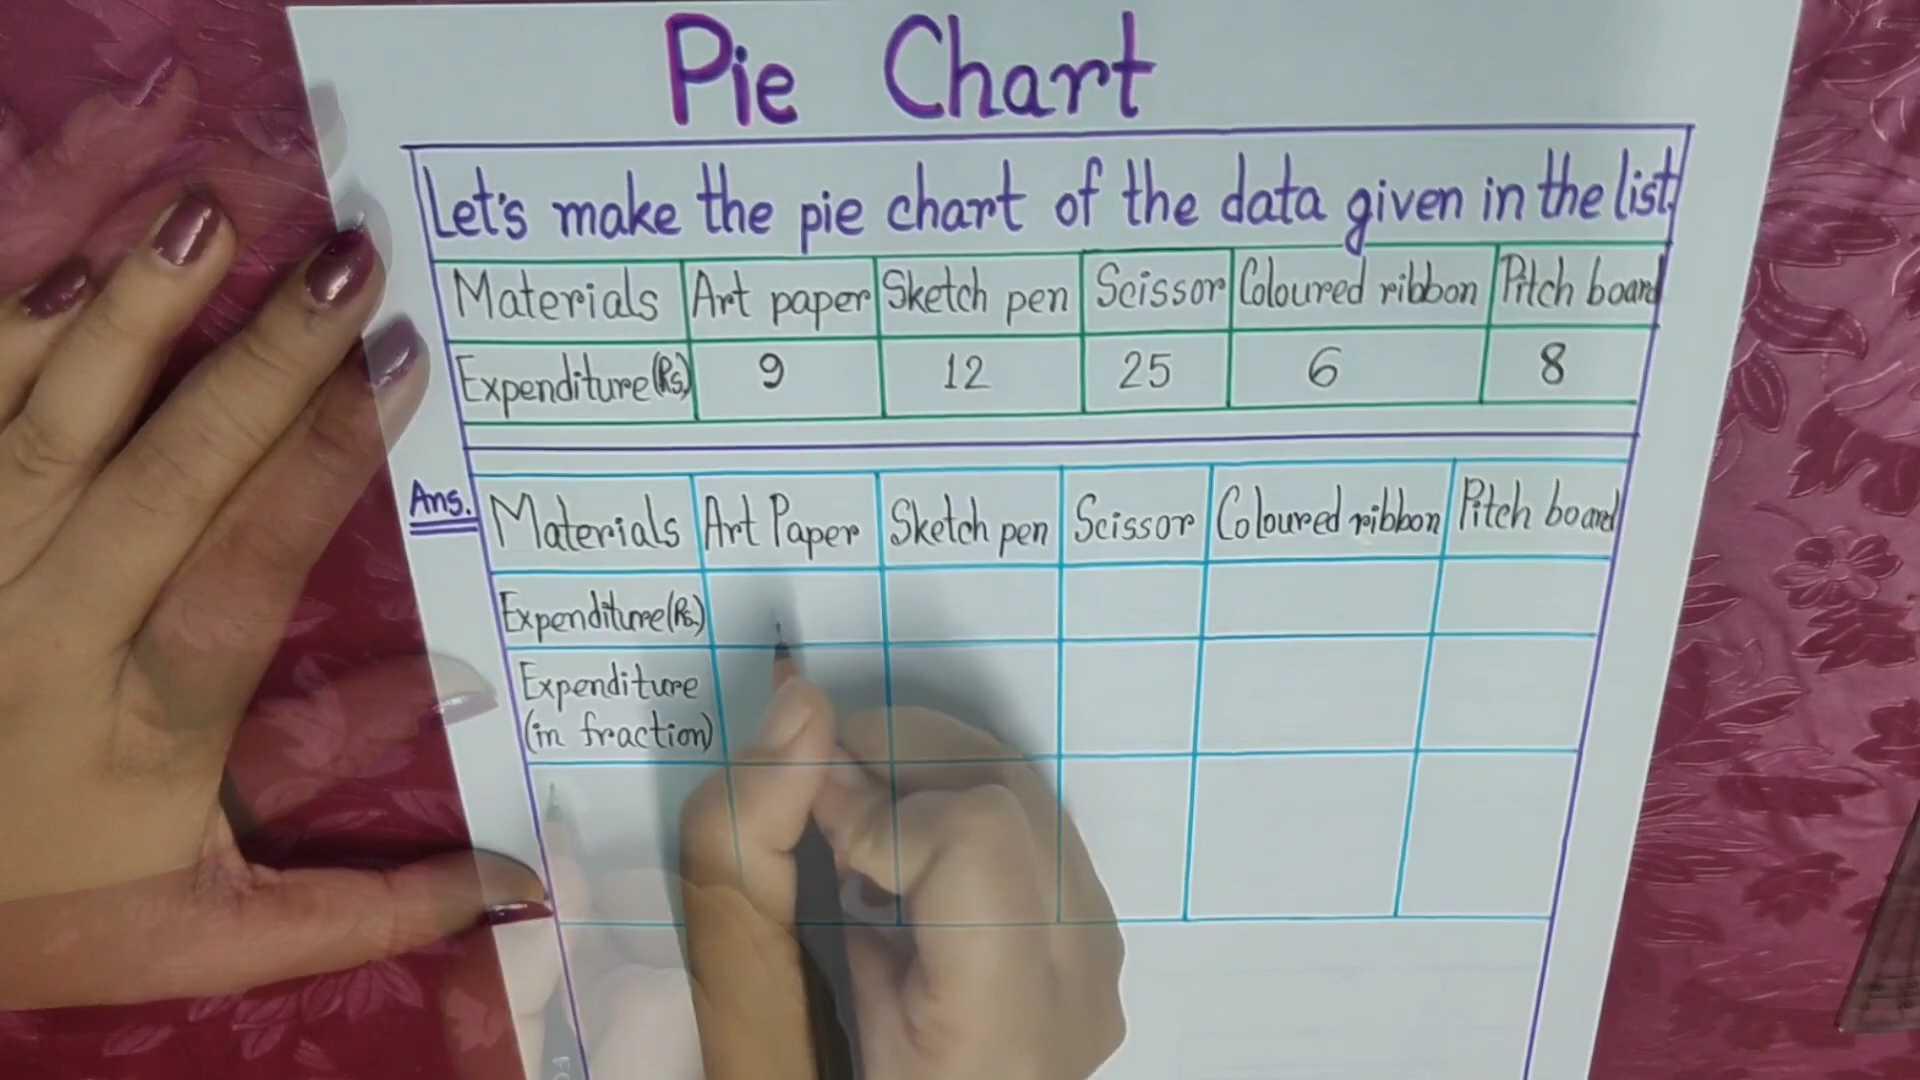 Pie Chart
Let's make the pie chart of the data given in the list.
Materials Art paper Sketch pen Scissor Coloured ribbon Pitch board
Expenditure(Rs) 9 12 25 6 8
Ans. Materials Art Paper Sketch pen Scissor Coloured ribbon Pitch board
Expenditure(Rs.)
Expenditure
(in fraction)